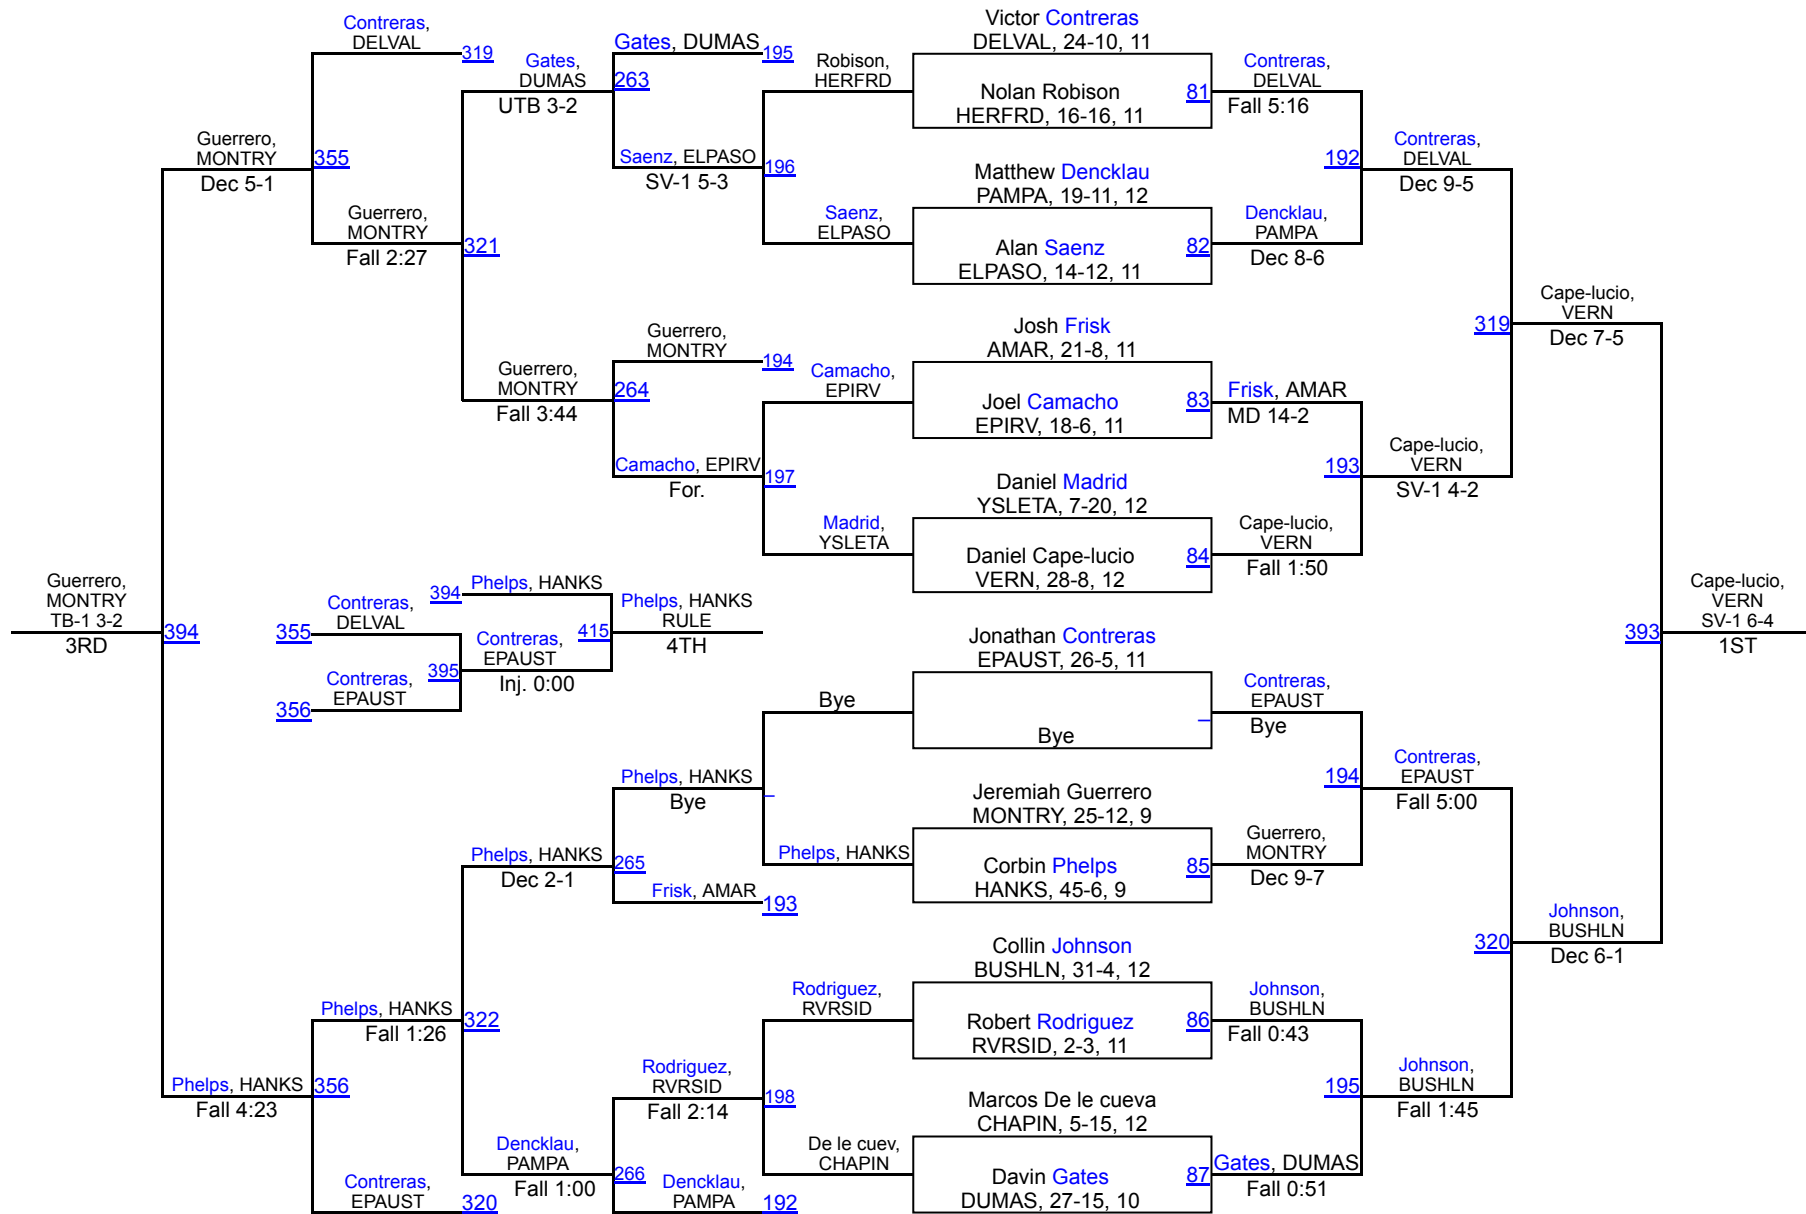 Contreras,
DELVAL
319
Guerrero,
MONTRY
Dec 5-1
355
Guerrero,
MONTRY
Fall 2:27
Gates,
DUMAS
UTB 3-2
321
Guerrero,
MONTRY
Fall 3:44
Gates, DUMAS
195
263
Saenz, ELPASO
SV-1 5-3
196
Guerrero,
MONTRY
194
264
Camacho, EPIRV
For.
197
Robison,
HERFRD
Saenz,
ELPASO
Camacho,
EPIRV
Madrid,
YSLETA
Victor Contreras
DELVAL, 24-10, 11
Nolan Robison
HERFRD, 16-16, 11
81
Matthew Dencklau
PAMPA, 19-11, 12
Alan Saenz
ELPASO, 14-12, 11
82
Josh Frisk
AMAR, 21-8, 11
Joel Camacho
EPIRV, 18-6, 11
83
Daniel Madrid
YSLETA, 7-20, 12
Daniel Cape-lucio
VERN, 28-8, 12
84
Contreras,
DELVAL
Fall 5:16
192
Dencklau,
PAMPA
Dec 8-6
Frisk, AMAR
MD 14-2
193
Cape-lucio,
VERN
Fall 1:50
Contreras,
DELVAL
Dec 9-5
319
Cape-lucio,
VERN
SV-1 4-2
Cape-lucio,
VERN
Dec 7-5
Guerrero,
MONTRY
TB-1 3-2
3RD
394
394
Phelps, HANKS
355
Contreras,
DELVAL
356
Contreras,
EPAUST
395
Contreras,
EPAUST
Inj. 0:00
415
Phelps, HANKS
RULE
4TH
393
Cape-lucio,
VERN
SV-1 6-4
1ST
Phelps, HANKS
Fall 4:23
356
Phelps, HANKS
Fall 1:26
322
Contreras,
EPAUST
320
Phelps, HANKS
Dec 2-1
265
Dencklau,
PAMPA
Fall 1:00
266
Phelps, HANKS
Bye
Frisk, AMAR
193
Rodriguez,
RVRSID
Fall 2:14
198
Dencklau,
PAMPA
192
Bye
Phelps, HANKS
Rodriguez,
RVRSID
De le cuev,
CHAPIN
Jonathan Contreras
EPAUST, 26-5, 11
Bye
Jeremiah Guerrero
MONTRY, 25-12, 9
Corbin Phelps
HANKS, 45-6, 9
85
Collin Johnson
BUSHLN, 31-4, 12
Robert Rodriguez
RVRSID, 2-3, 11
86
Marcos De le cueva
CHAPIN, 5-15, 12
Davin Gates
DUMAS, 27-15, 10
87
Contreras,
EPAUST
Bye
194
Guerrero,
MONTRY
Dec 9-7
Johnson,
BUSHLN
Fall 0:43
195
Gates, DUMAS
Fall 0:51
Contreras,
EPAUST
Fall 5:00
320
Johnson,
BUSHLN
Fall 1:45
Johnson,
BUSHLN
Dec 6-1